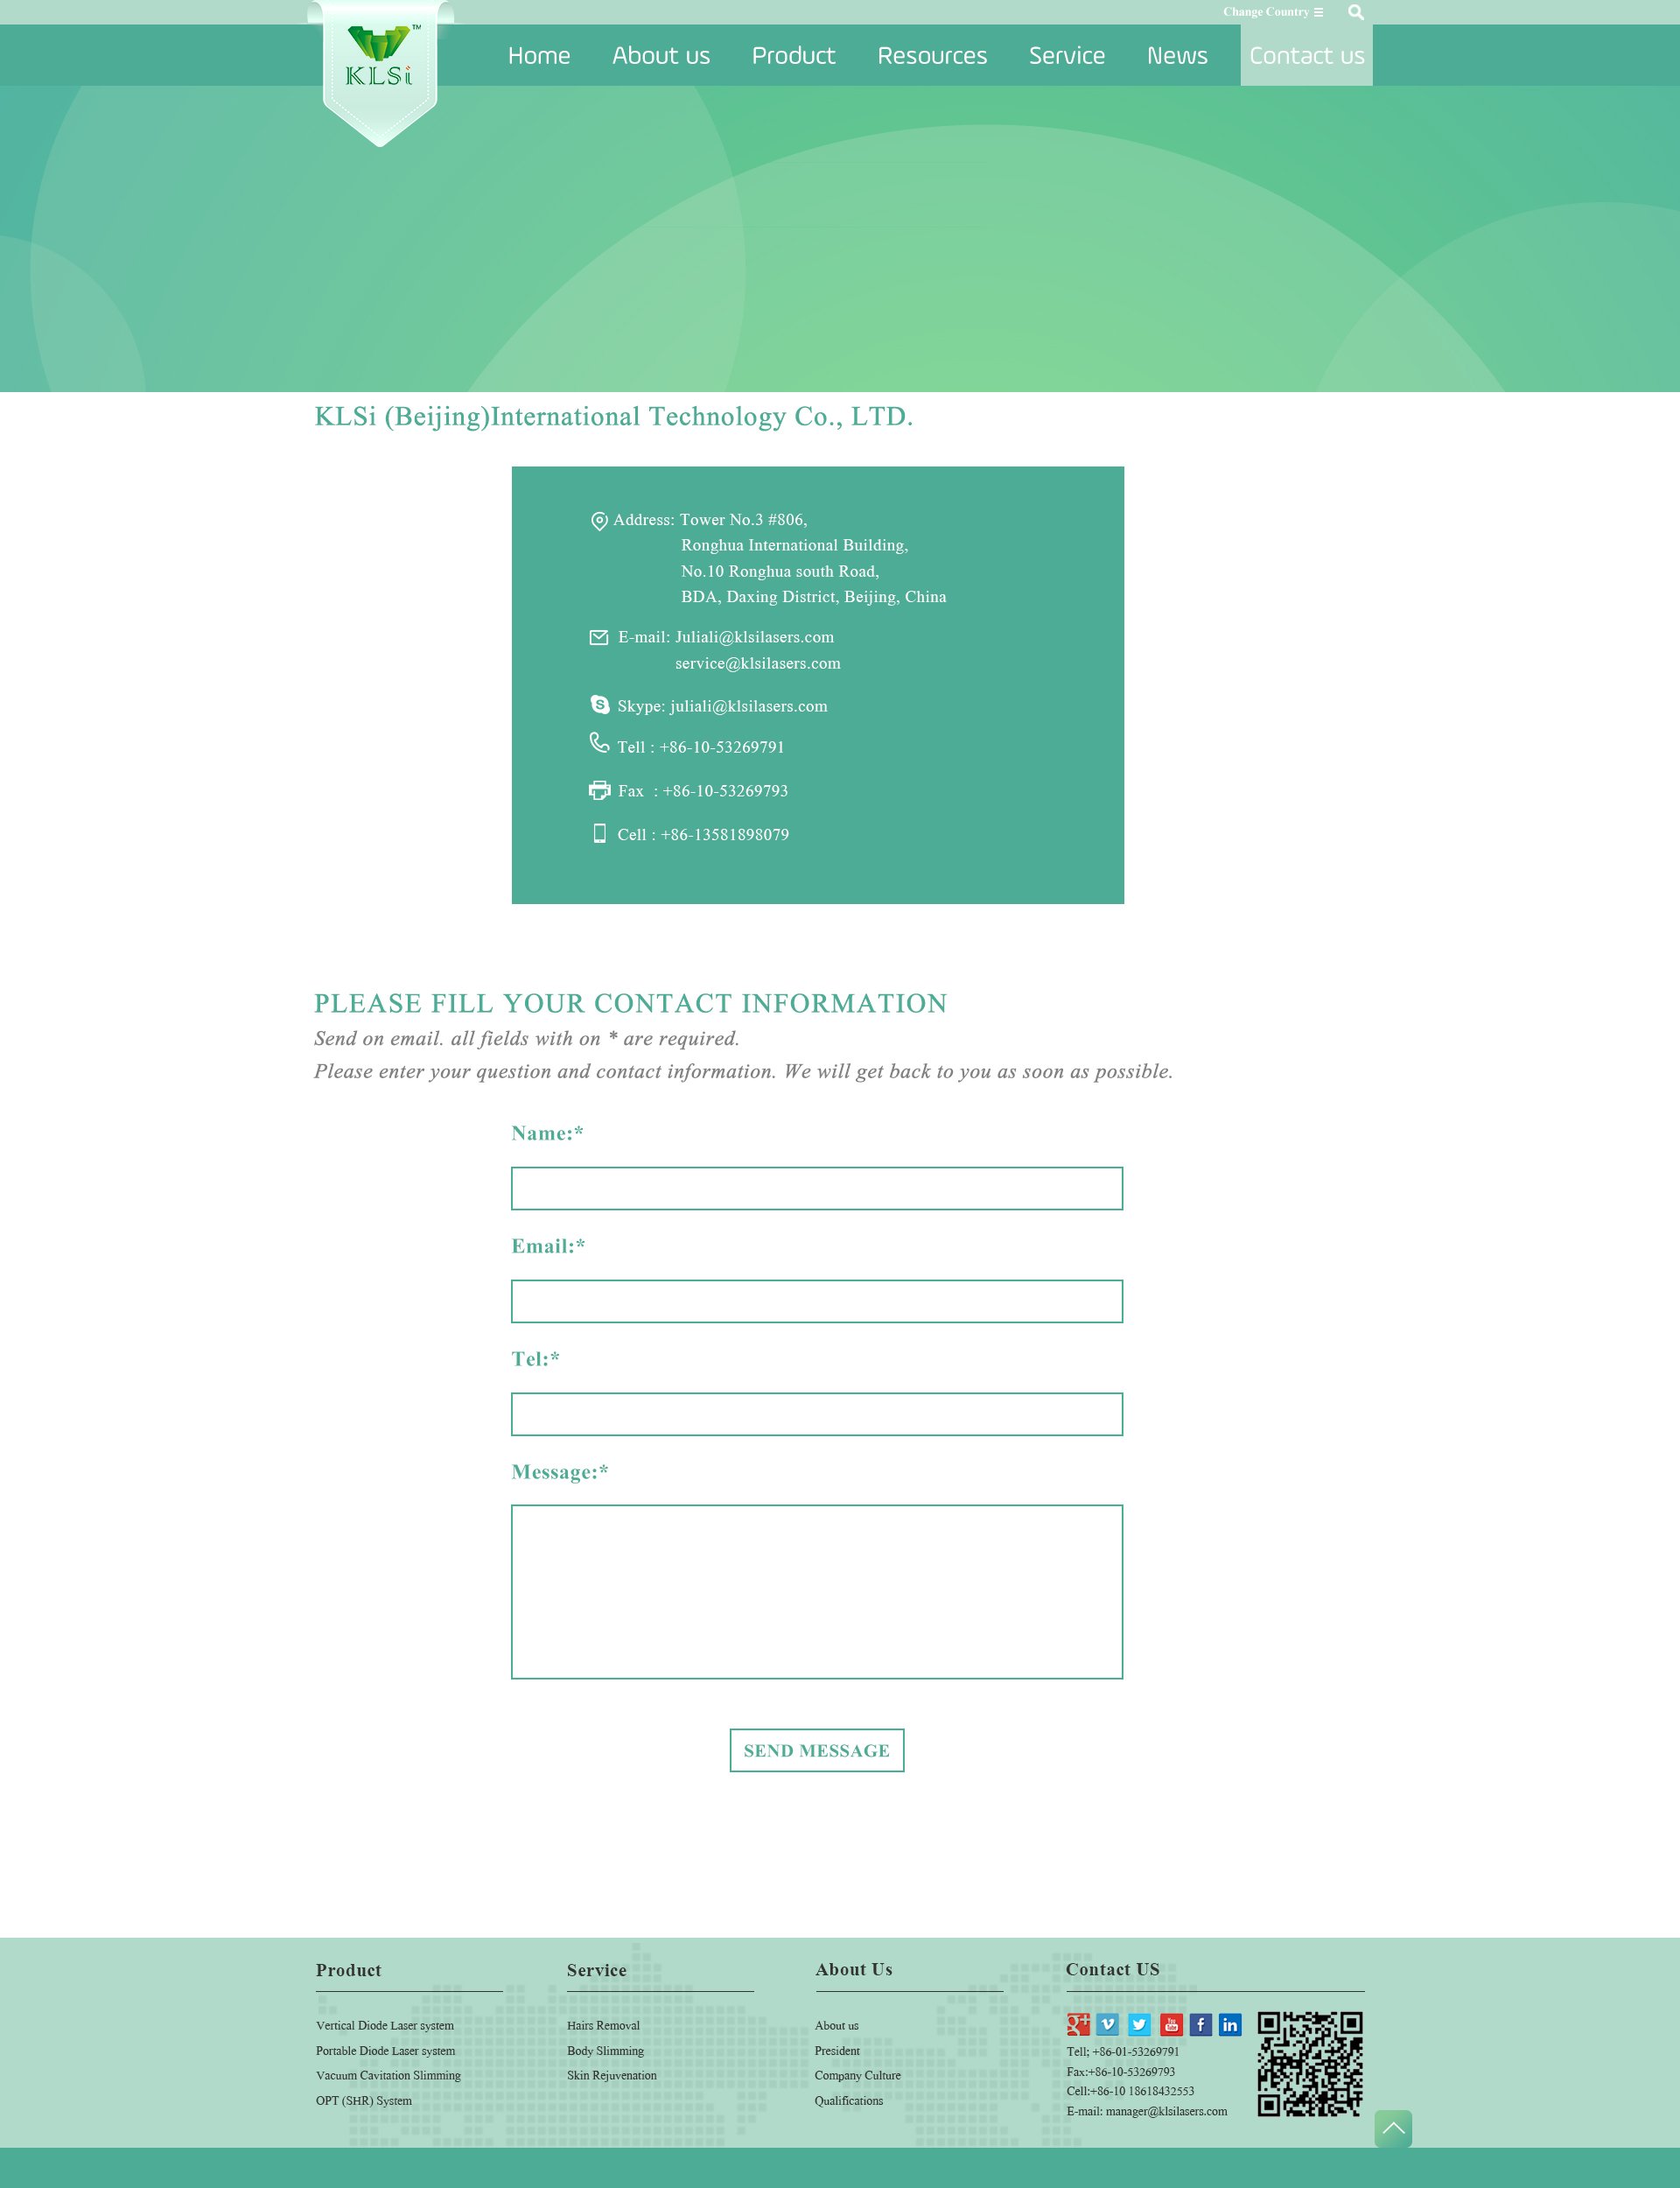 Change Country
KLSi™
Home About us Product Resources Service News Contact us
KLSi (Beijing)International Technology Co., LTD.
Address: Tower No.3 #806,
Ronghua International Building,
No.10 Ronghua south Road,
BDA, Daxing District, Beijing, China
E-mail: Juliali@klsilasers.com
service@klsilasers.com
Skype: juliali@klsilasers.com
Tell : +86-10-53269791
Fax : +86-10-53269793
Cell : +86-13581898079
PLEASE FILL YOUR CONTACT INFORMATION
Send on email. all fields with on * are required.
Please enter your question and contact information. We will get back to you as soon as possible.
Name:*
Email:*
Tel:*
Message:*
SEND MESSAGE
Product
Vertical Diode Laser system
Portable Diode Laser system
Vacuum Cavitation Slimming
OPT (SHR) System
Service
Hairs Removal
Body Slimming
Skin Rejuvenation
About Us
About us
President
Company Culture
Qualifications
Contact US
Tell; +86-01-53269791
Fax:+86-10-53269793
Cell:+86-10 18618432553
E-mail: manager@klsilasers.com